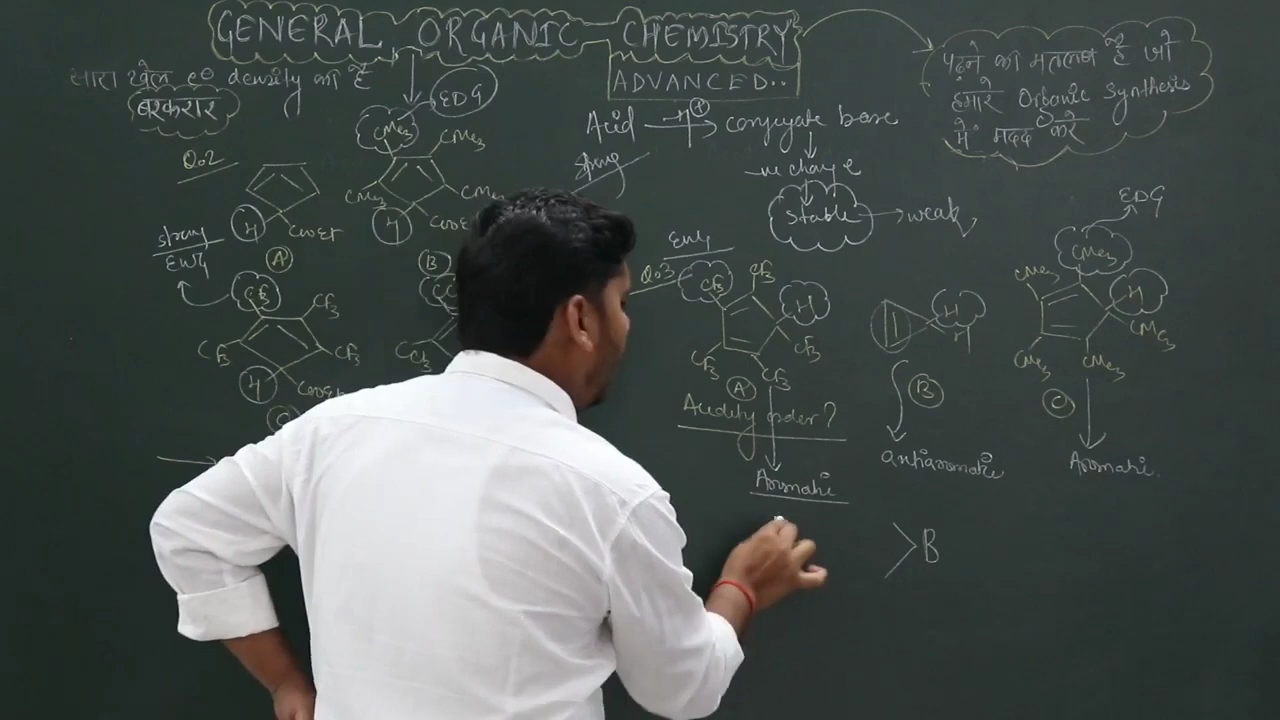 GENERAL ORGANIC CHEMISTRY
ADVANCED..
सारा खेल e⊖ density का है
बरकरार
EDG
पढ़ने का मतलब है जो
हमारे Organic synthesis
में मदद करे
Acid -H⊕ conjugate base
-ve charge
Stable weak
strong
Q.2
CMe3
CMe3
CMe3
H COOEt
A
H COOE
B
strong
EWG
CF3
CF3
CF3
CF3
H
COOEt
C
EWG
Q.3
CF3
CF3
H
CF3
CF3
CF3
A
Acidity order?
Aromatic
H
H
B
antiaromatic
EDG
CMe3
CMe3
H
CMe3
CMe3
CMe3
C
Aromatic.
> B